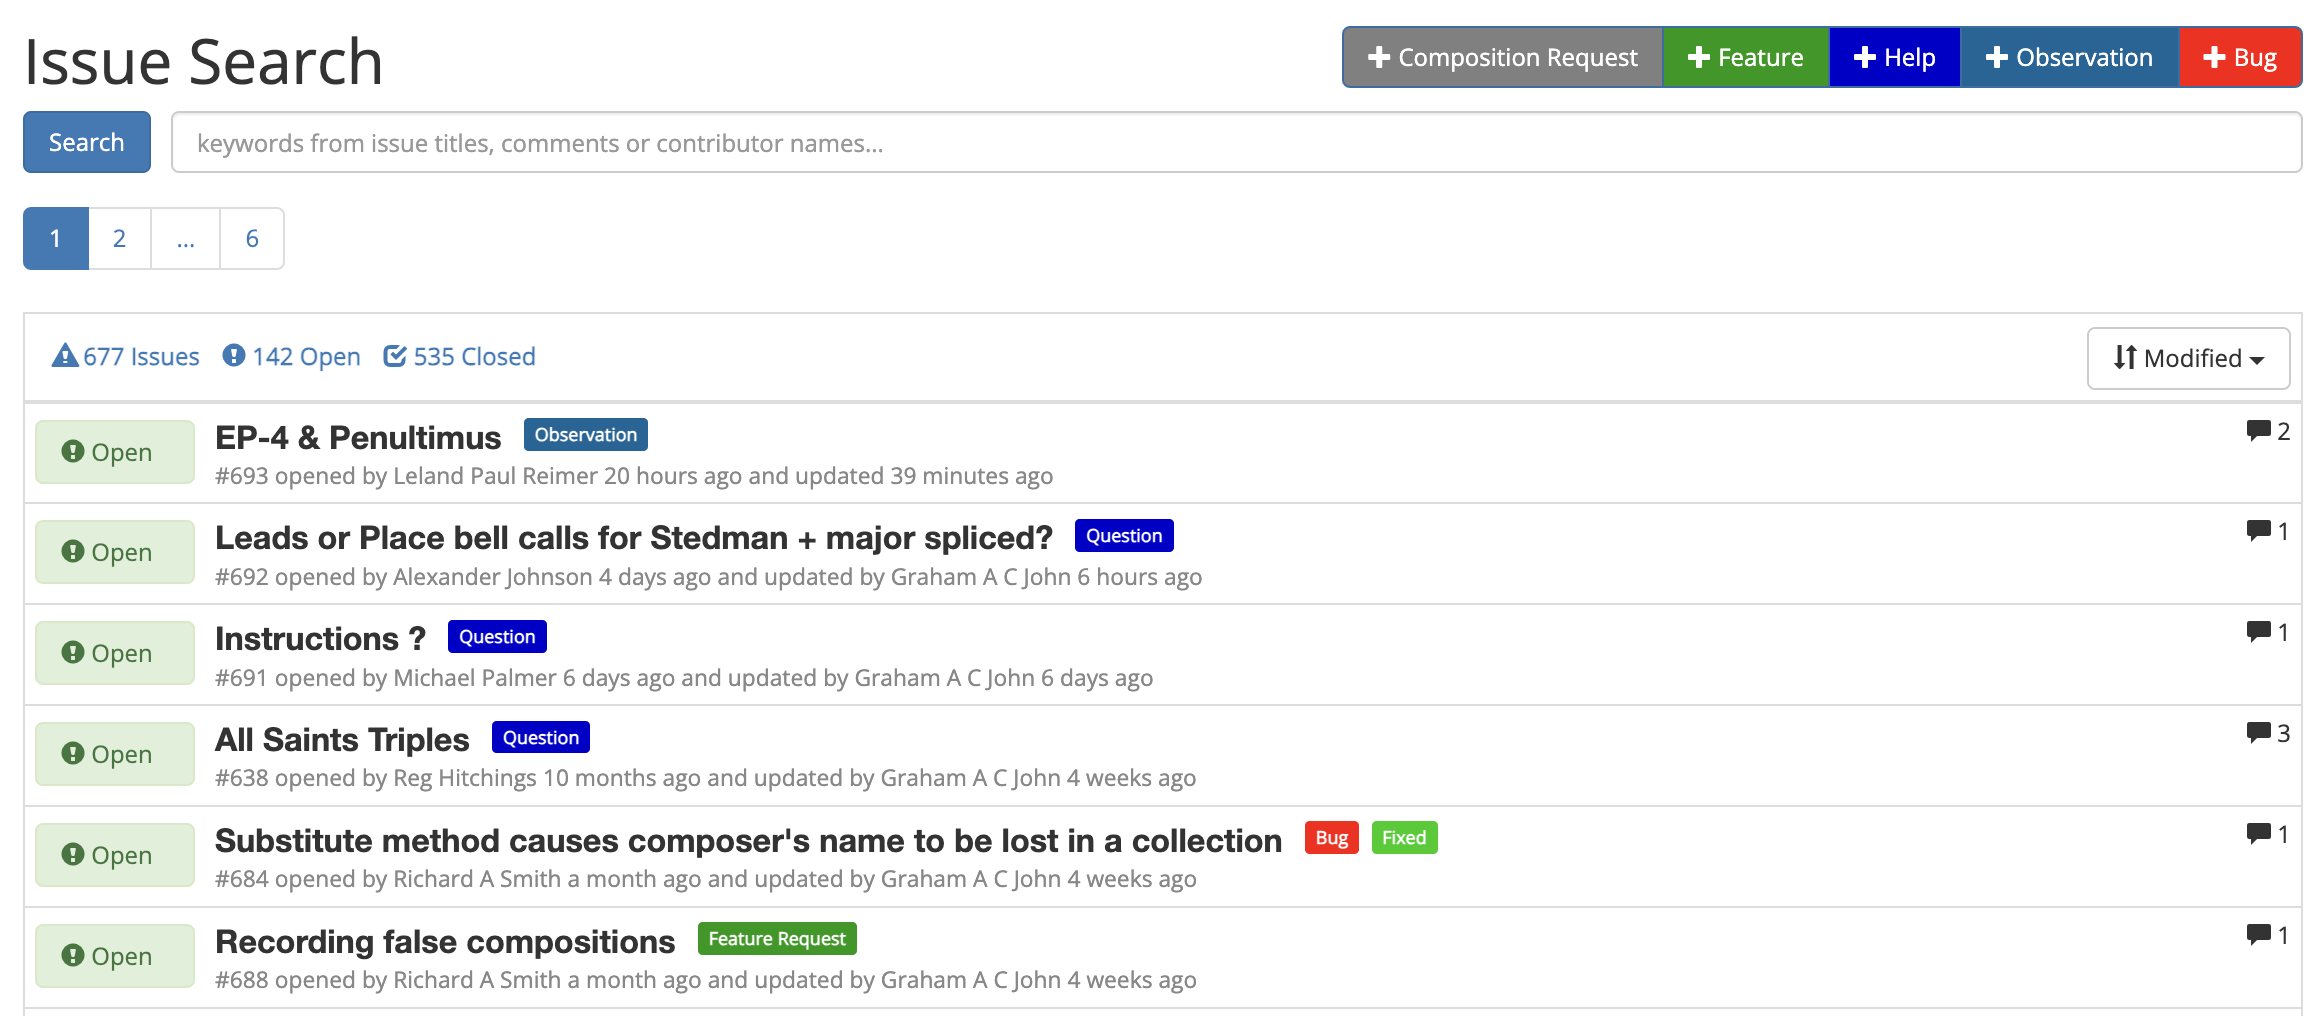 Issue Search
Composition Request Feature Help Observation Bug
Search keywords from issue titles, comments or contributor names...
1 2 ... 6
677 Issues 142 Open 535 Closed Modified
Open EP-4 & Penultimus Observation 2
#693 opened by Leland Paul Reimer 20 hours ago and updated 39 minutes ago
Open Leads or Place bell calls for Stedman + major spliced? Question 1
#692 opened by Alexander Johnson 4 days ago and updated by Graham A C John 6 hours ago
Open Instructions ? Question 1
#691 opened by Michael Palmer 6 days ago and updated by Graham A C John 6 days ago
Open All Saints Triples Question 3
#638 opened by Reg Hitchings 10 months ago and updated by Graham A C John 4 weeks ago
Open Substitute method causes composer's name to be lost in a collection Bug Fixed 1
#684 opened by Richard A Smith a month ago and updated by Graham A C John 4 weeks ago
Open Recording false compositions Feature Request 1
#688 opened by Richard A Smith a month ago and updated by Graham A C John 4 weeks ago